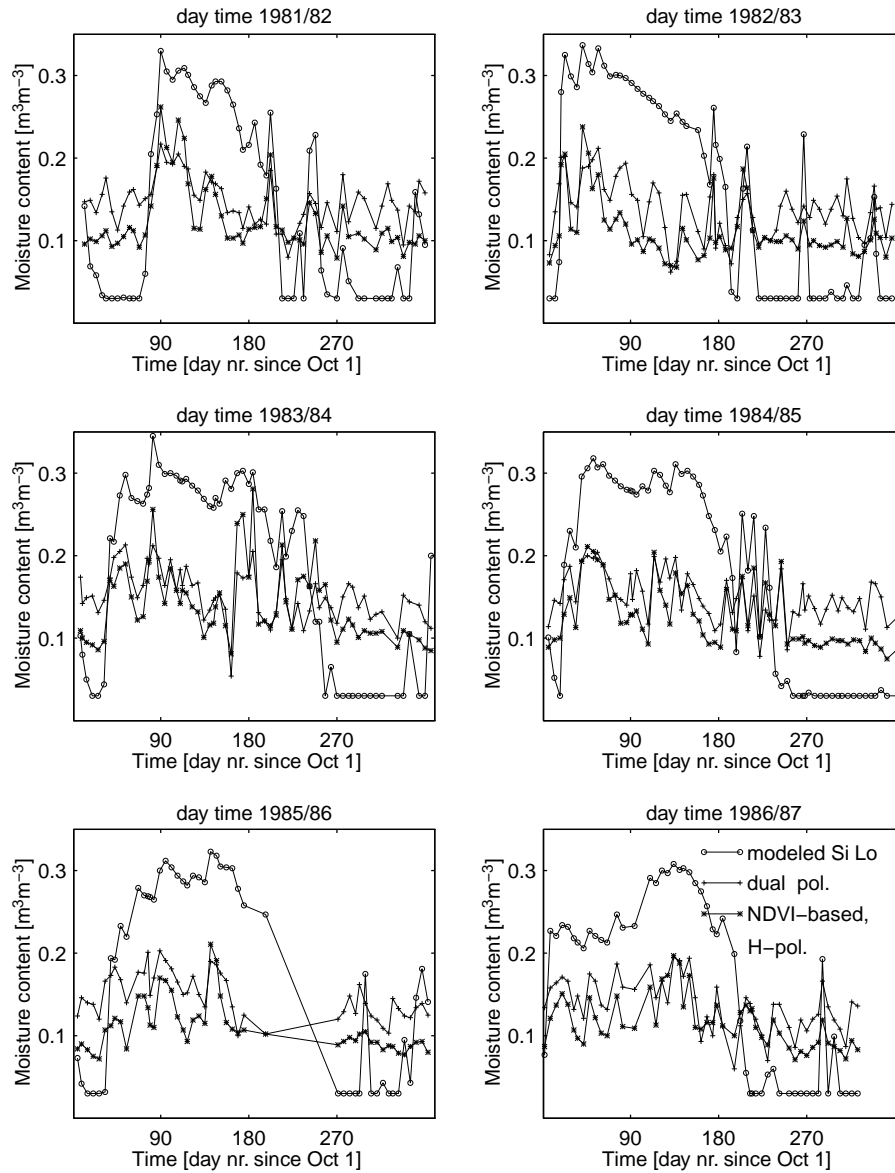 day time 1981/82
Moisture content [m³m⁻³]
0.3
0.2
0.1
90 180 270
Time [day nr. since Oct 1]
day time 1982/83
Moisture content [m³m⁻³]
0.3
0.2
0.1
90 180 270
Time [day nr. since Oct 1]
day time 1983/84
Moisture content [m³m⁻³]
0.3
0.2
0.1
90 180 270
Time [day nr. since Oct 1]
day time 1984/85
Moisture content [m³m⁻³]
0.3
0.2
0.1
90 180 270
Time [day nr. since Oct 1]
day time 1985/86
Moisture content [m³m⁻³]
0.3
0.2
0.1
90 180 270
Time [day nr. since Oct 1]
day time 1986/87
Moisture content [m³m⁻³]
0.3
0.2
0.1
90 180 270
Time [day nr. since Oct 1]
modeled Si Lo
dual pol.
NDVI−based,
H−pol.